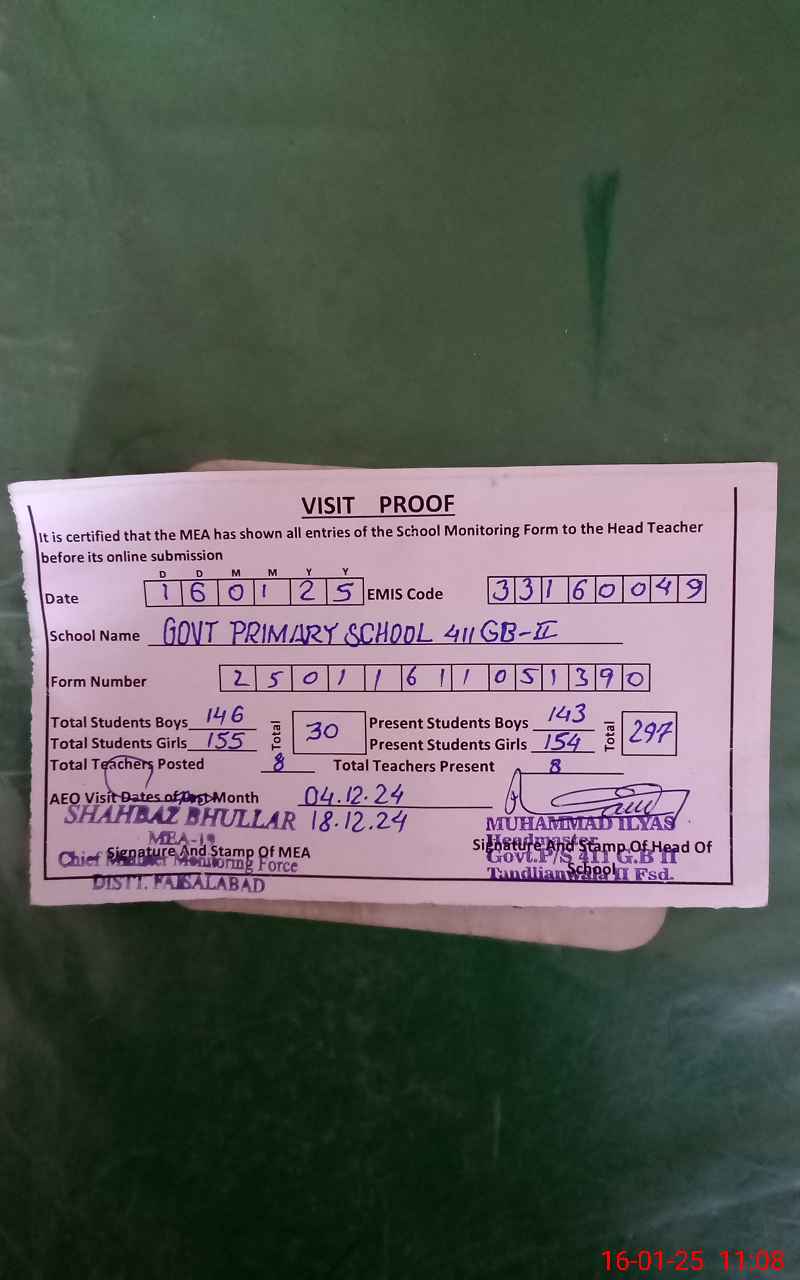 VISIT PROOF
It is certified that the MEA has shown all entries of the School Monitoring Form to the Head Teacher
before its online submission
D D M M Y Y
Date 1 6 0 1 2 5 EMIS Code 3 3 1 6 0 0 4 9
School Name GOVT PRIMARY SCHOOL 411 GB-II
Form Number 2 5 0 1 1 6 1 1 0 5 1 3 9 0
Total Students Boys 146 Total 30 Present Students Boys 143 Total 297
Total Students Girls 155 Present Students Girls 154
Total Teachers Posted 8 Total Teachers Present 8
AEO Visit Dates of Month 04.12.24
SHAHBAZ BHULLAR 18.12.24 MUHAMMAD ILYAS
MEA-19 Headmaster
Signature And Stamp Of MEA Signature And Stamp Of Head Of
Chief Minister Monitoring Force Govt.P/S 411 G.B II
School
DISTT. FAISALABAD Tandlianwala II Fsd.
16-01-25 11:08